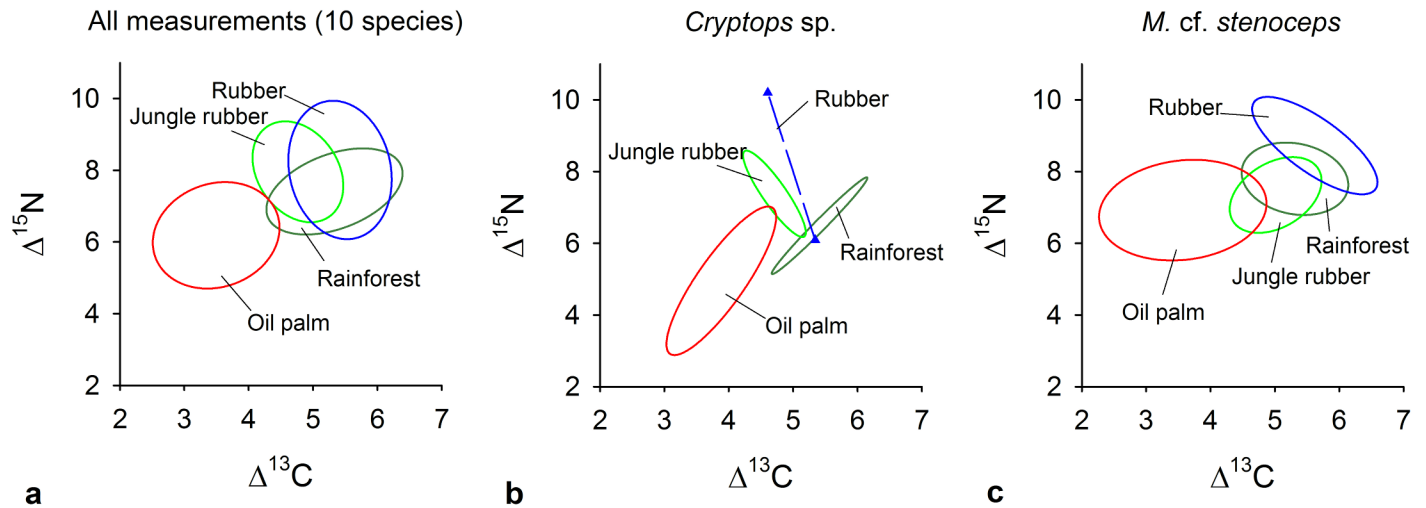 All measurements (10 species)
Δ15N
10
8
6
4
2
2 3 4 5 6 7
Rubber
Jungle rubber
Rainforest
Oil palm
Δ13C
a
Cryptops sp.
Δ15N
10
8
6
4
2
2 3 4 5 6 7
Rubber
Jungle rubber
Rainforest
Oil palm
Δ13C
b
M. cf. stenoceps
Δ15N
10
8
6
4
2
2 3 4 5 6 7
Rubber
Rainforest
Jungle rubber
Oil palm
Δ13C
c